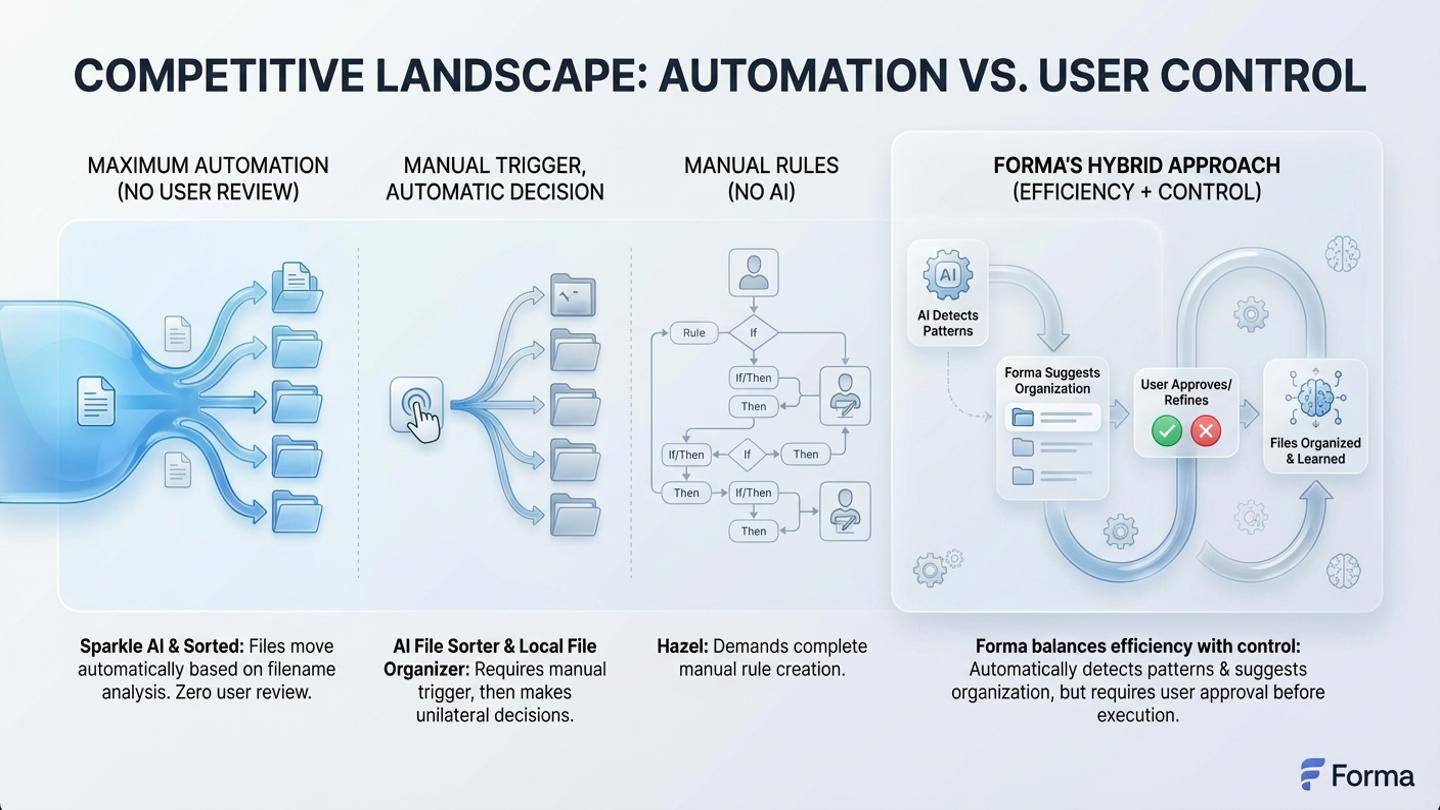 COMPETITIVE LANDSCAPE: AUTOMATION VS. USER CONTROL
MAXIMUM AUTOMATION
(NO USER REVIEW)
MANUAL TRIGGER,
AUTOMATIC DECISION
MANUAL RULES
(NO AI)
FORMA'S HYBRID APPROACH
(EFFICIENCY + CONTROL)
Rule
If
If/Then
Then
If/Then
If
Then
Then
If/Then
Then
AI
AI Detects
Patterns
Forma Suggests
Organization
User Approves/
Refines
Files Organized
& Learned
Sparkle AI & Sorted: Files move
automatically based on filename
analysis. Zero user review.
AI File Sorter & Local File
Organizer: Requires manual
trigger, then makes
unilateral decisions.
Hazel: Demands complete
manual rule creation.
Forma balances efficiency with control:
Automatically detects patterns & suggests
organization, but requires user approval before
execution.
Forma